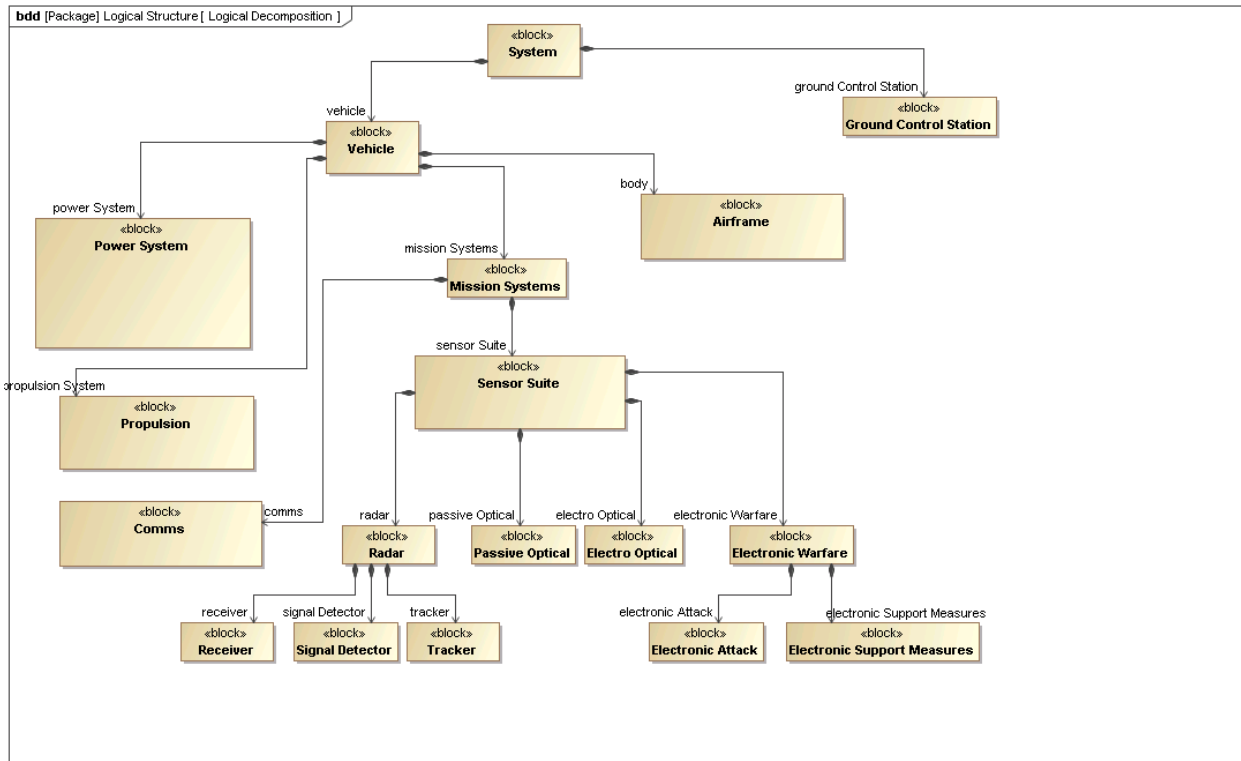 bdd [Package] Logical Structure [ Logical Decomposition ]
«block»
System
ground Control Station
«block»
Ground Control Station
vehicle
«block»
Vehicle
body
«block»
Airframe
power System
«block»
Power System
mission Systems
«block»
Mission Systems
sensor Suite
«block»
Sensor Suite
propulsion System
«block»
Propulsion
comms
«block»
Comms
radar
«block»
Radar
passive Optical
«block»
Passive Optical
electro Optical
«block»
Electro Optical
electronic Warfare
«block»
Electronic Warfare
receiver
«block»
Receiver
signal Detector
«block»
Signal Detector
tracker
«block»
Tracker
electronic Attack
«block»
Electronic Attack
electronic Support Measures
«block»
Electronic Support Measures